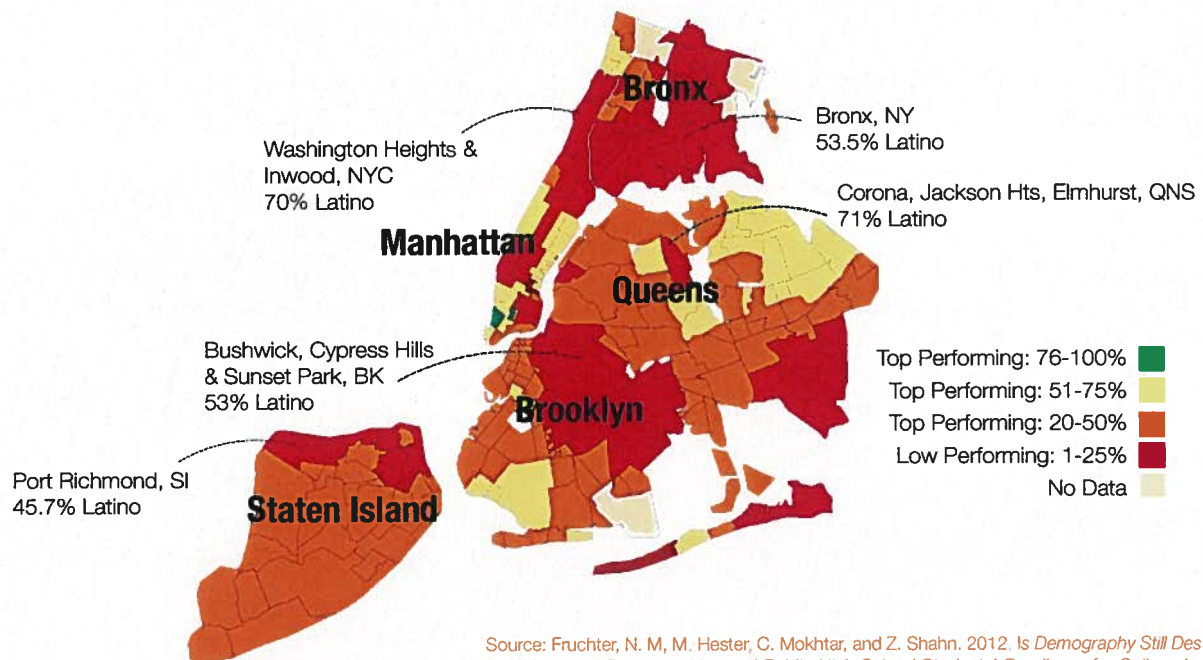 Bronx
Bronx, NY
53.5% Latino
Washington Heights &
Inwood, NYC
70% Latino
Corona, Jackson Hts, Elmhurst, QNS
71% Latino
Manhattan
Queens
Bushwick, Cypress Hills
& Sunset Park, BK
53% Latino
Brooklyn
Top Performing: 76-100%
Top Performing: 51-75%
Top Performing: 20-50%
Low Performing: 1-25%
No Data
Port Richmond, SI
45.7% Latino
Staten Island
Source: Fruchter, N. M, M. Hester, C. Mokhtar, and Z. Shahn. 2012. Is Demography Still Des